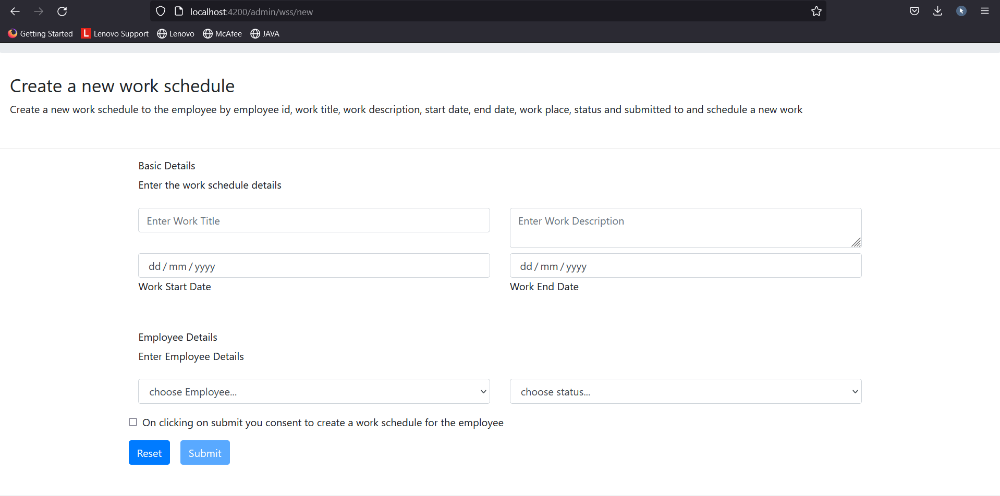 localhost:4200/admin/wss/new
Getting Started L Lenovo Support Lenovo McAfee JAVA
Create a new work schedule
Create a new work schedule to the employee by employee id, work title, work description, start date, end date, work place, status and submitted to and schedule a new work
Basic Details
Enter the work schedule details
Enter Work Title Enter Work Description
dd / mm / yyyy dd / mm / yyyy
Work Start Date Work End Date
Employee Details
Enter Employee Details
choose Employee... choose status...
On clicking on submit you consent to create a work schedule for the employee
Reset Submit